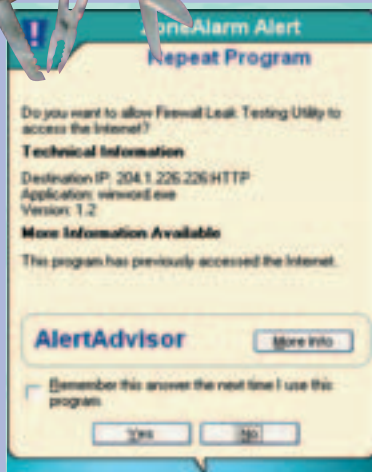 ZoneAlarm Alert
Repeat Program
Do you want to allow Firewall Leak Testing Utility to
access the Internet?
Technical Information
Destination IP: 204.1.226.226:HTTP
Application: winword.exe
Version: 1.2
More Information Available
This program has previously accessed the Internet.
AlertAdvisor
More Info
Remember this answer the next time I use this
program.
Yes
No